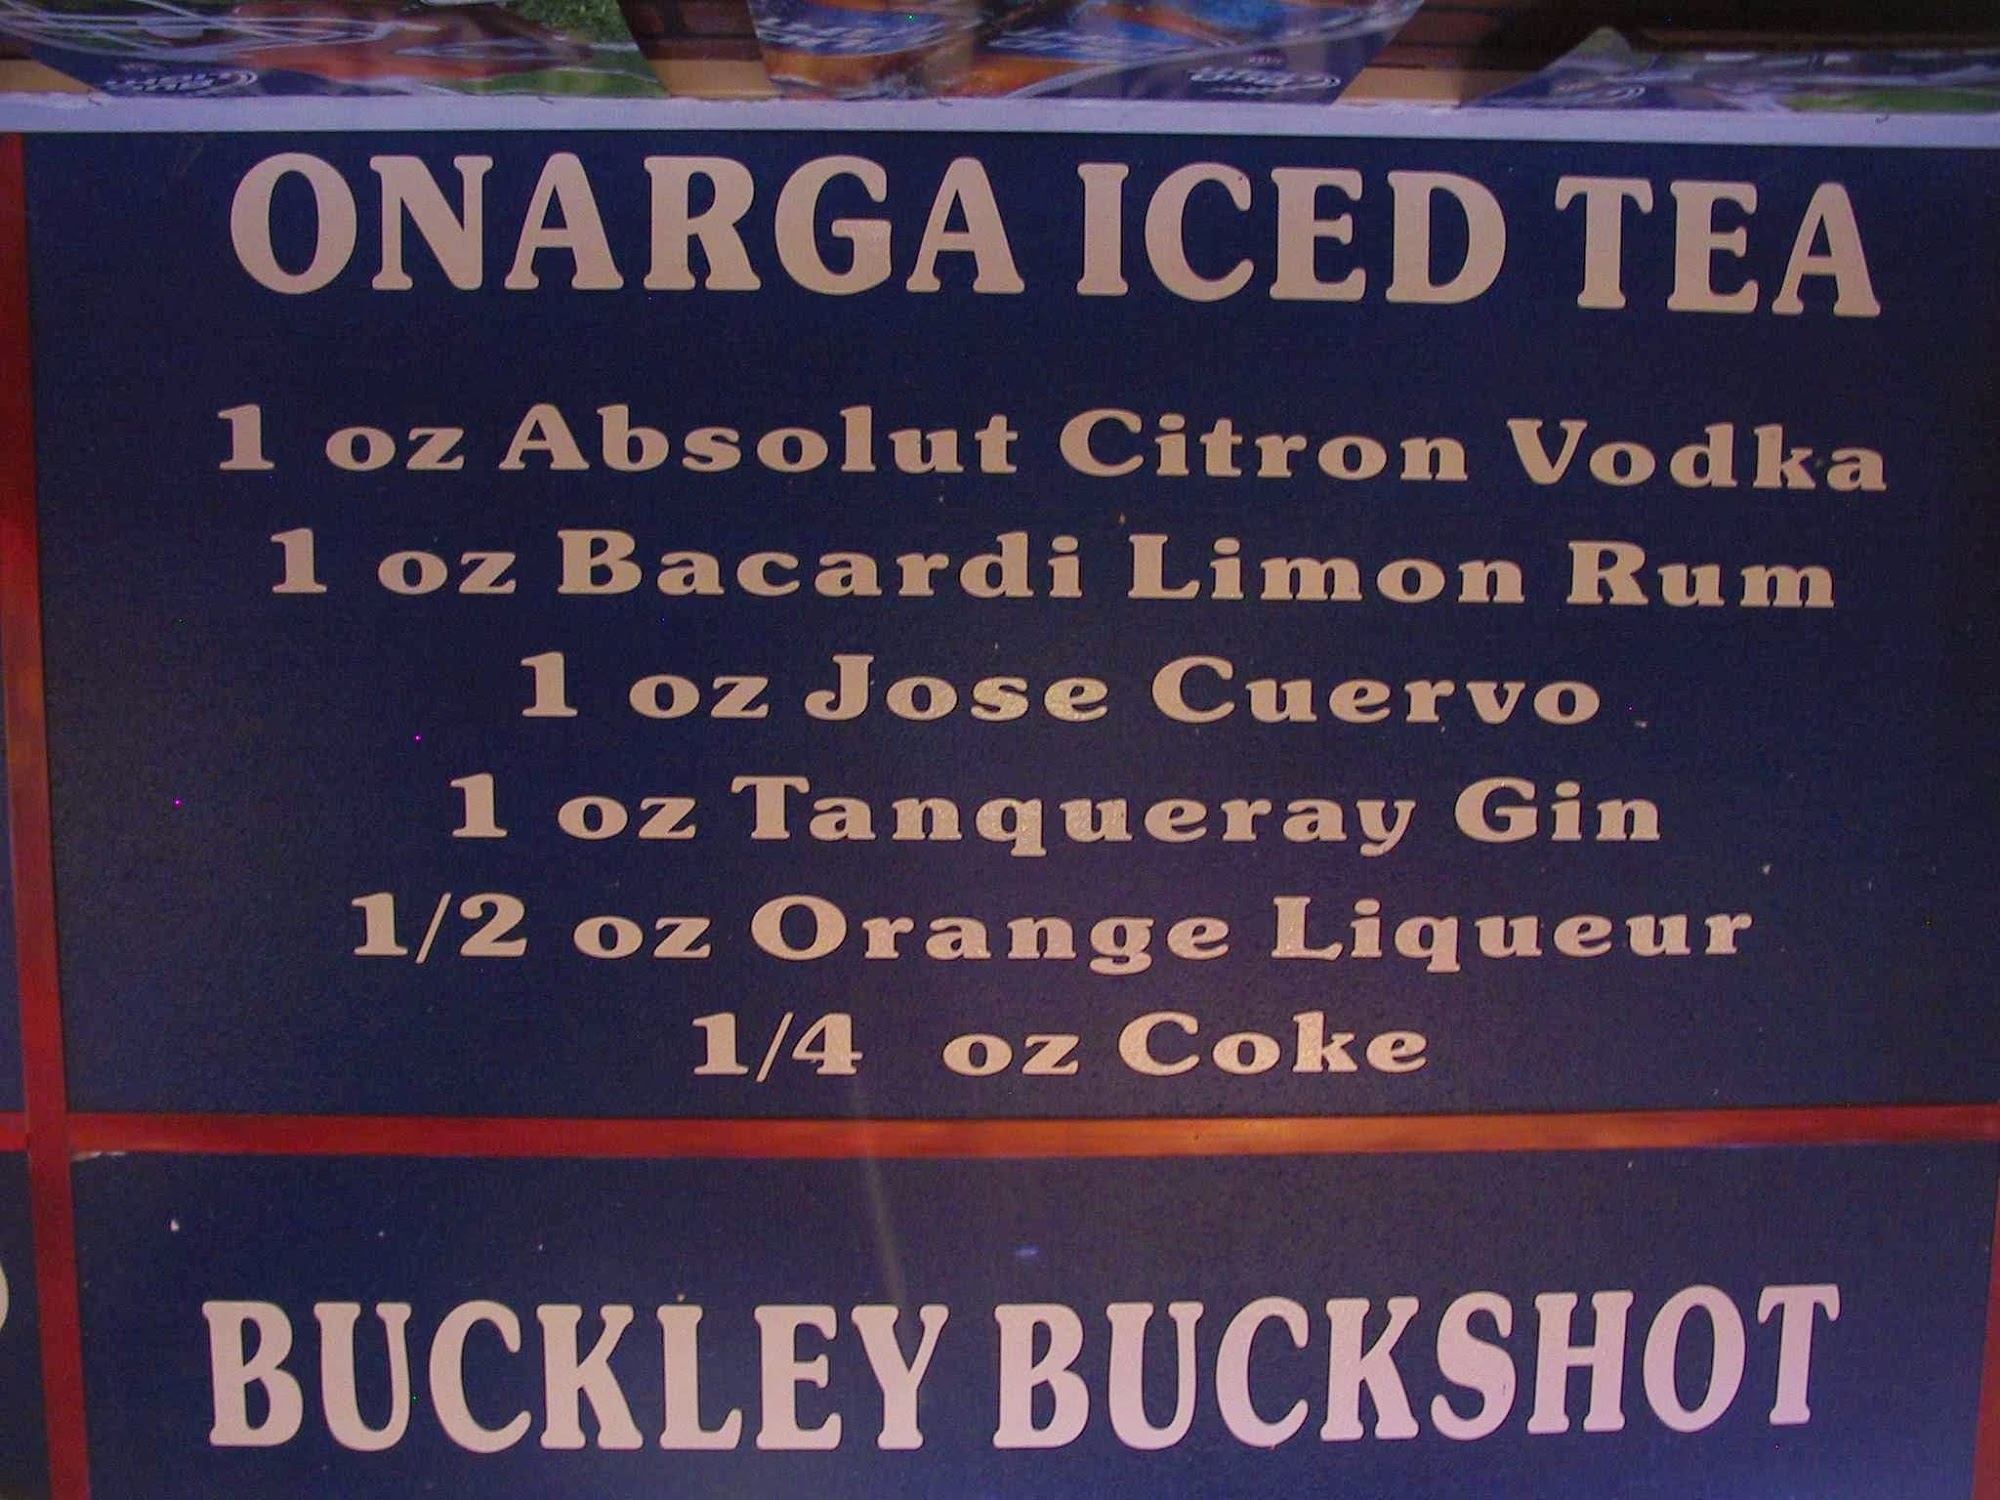 ONARGA ICED TEA
1 oz Absolut Citron Vodka
1 oz Bacardi Limon Rum
1 oz Jose Cuervo
1 oz Tanqueray Gin
1/2 oz Orange Liqueur
1/4 oz Coke
BUCKLEY BUCKSHOT